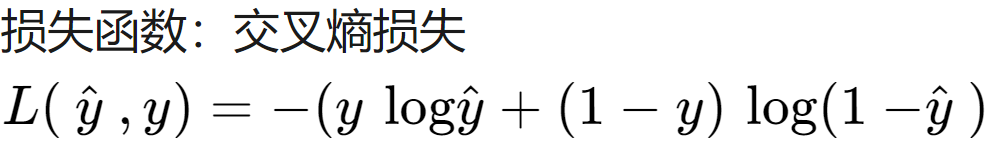 损失函数：交叉熵损失
L( ŷ , y) = −(y logŷ + (1 − y) log(1 −ŷ )